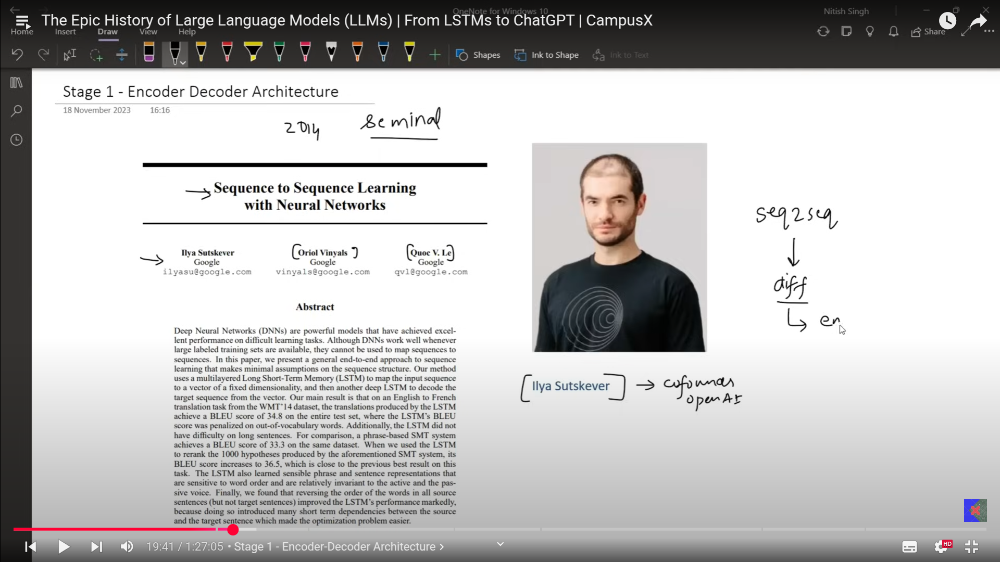 OneNote for Windows 10
Nitish Singh
The Epic History of Large Language Models (LLMs) | From LSTMs to ChatGPT | CampusX
Home Insert Draw View Help
Share
Shapes
Ink to Shape
Ink to Text
Stage 1 - Encoder Decoder Architecture
18 November 2023 16:16
2014 seminal
Sequence to Sequence Learning
with Neural Networks
Ilya Sutskever
Google
ilyasu@google.com
Oriol Vinyals
Google
vinyals@google.com
Quoc V. Le
Google
qvl@google.com
Abstract
Deep Neural Networks (DNNs) are powerful models that have achieved excel-
lent performance on difficult learning tasks. Although DNNs work well whenever
large labeled training sets are available, they cannot be used to map sequences to
sequences. In this paper, we present a general end-to-end approach to sequence
learning that makes minimal assumptions on the sequence structure. Our method
uses a multilayered Long Short-Term Memory (LSTM) to map the input sequence
to a vector of a fixed dimensionality, and then another deep LSTM to decode the
target sequence from the vector. Our main result is that on an English to French
translation task from the WMT'14 dataset, the translations produced by the LSTM
achieve a BLEU score of 34.8 on the entire test set, where the LSTM's BLEU
score was penalized on out-of-vocabulary words. Additionally, the LSTM did not
have difficulty on long sentences. For comparison, a phrase-based SMT system
achieves a BLEU score of 33.3 on the same dataset. When we used the LSTM
to rerank the 1000 hypotheses produced by the aforementioned SMT system, its
BLEU score increases to 36.5, which is close to the previous best result on this
task. The LSTM also learned sensible phrase and sentence representations that
are sensitive to word order and are relatively invariant to the active and the pas-
sive voice. Finally, we found that reversing the order of the words in all source
sentences (but not target sentences) improved the LSTM's performance markedly,
because doing so introduced many short term dependencies between the source
and the target sentence which made the optimization problem easier.
seq2seq
diff
en
[Ilya Sutskever] → cofounder
openAI
19:41 / 1:27:05 • Stage 1 - Encoder-Decoder Architecture
HD